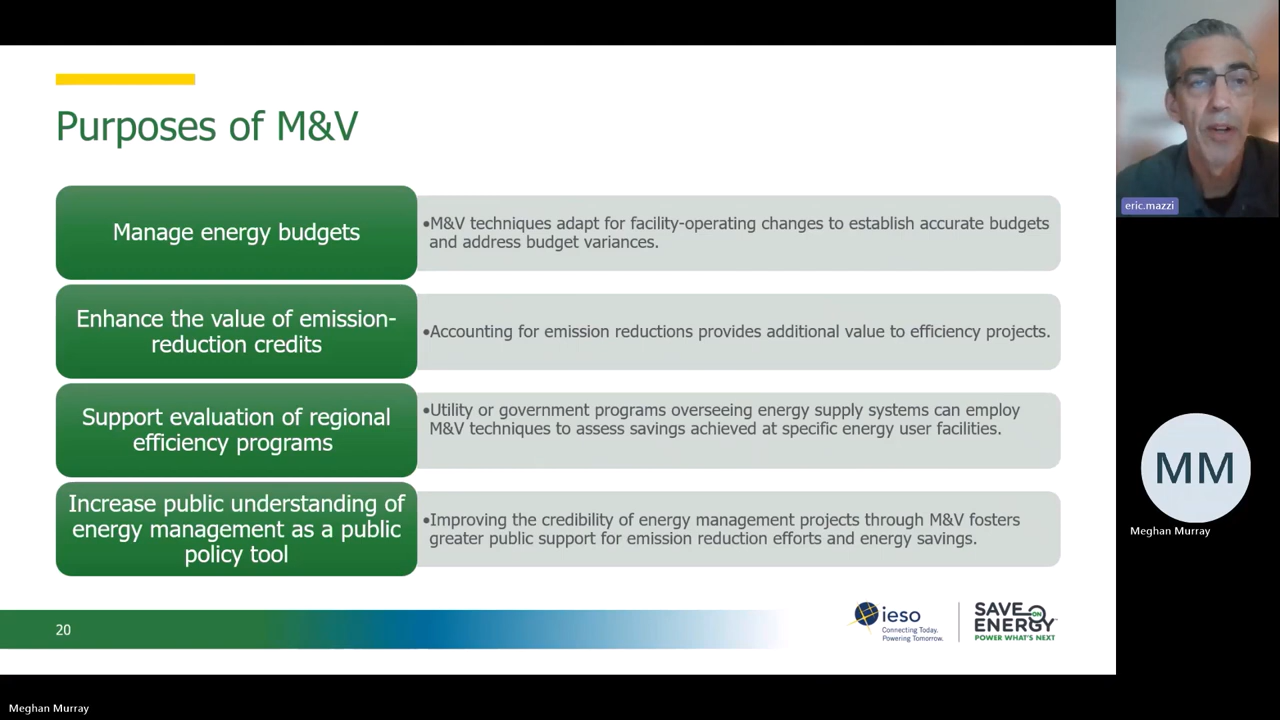 Purposes of M&V
Manage energy budgets
•M&V techniques adapt for facility-operating changes to establish accurate budgets
and address budget variances.
Enhance the value of emission-
reduction credits
•Accounting for emission reductions provides additional value to efficiency projects.
Support evaluation of regional
efficiency programs
•Utility or government programs overseeing energy supply systems can employ
M&V techniques to assess savings achieved at specific energy user facilities.
Increase public understanding of
energy management as a public
policy tool
•Improving the credibility of energy management projects through M&V fosters
greater public support for emission reduction efforts and energy savings.
20
ieso
Connecting Today.
Powering Tomorrow.
SAVE ON
ENERGY
POWER WHAT'S NEXT
eric.mazzi
MM
Meghan Murray
Meghan Murray